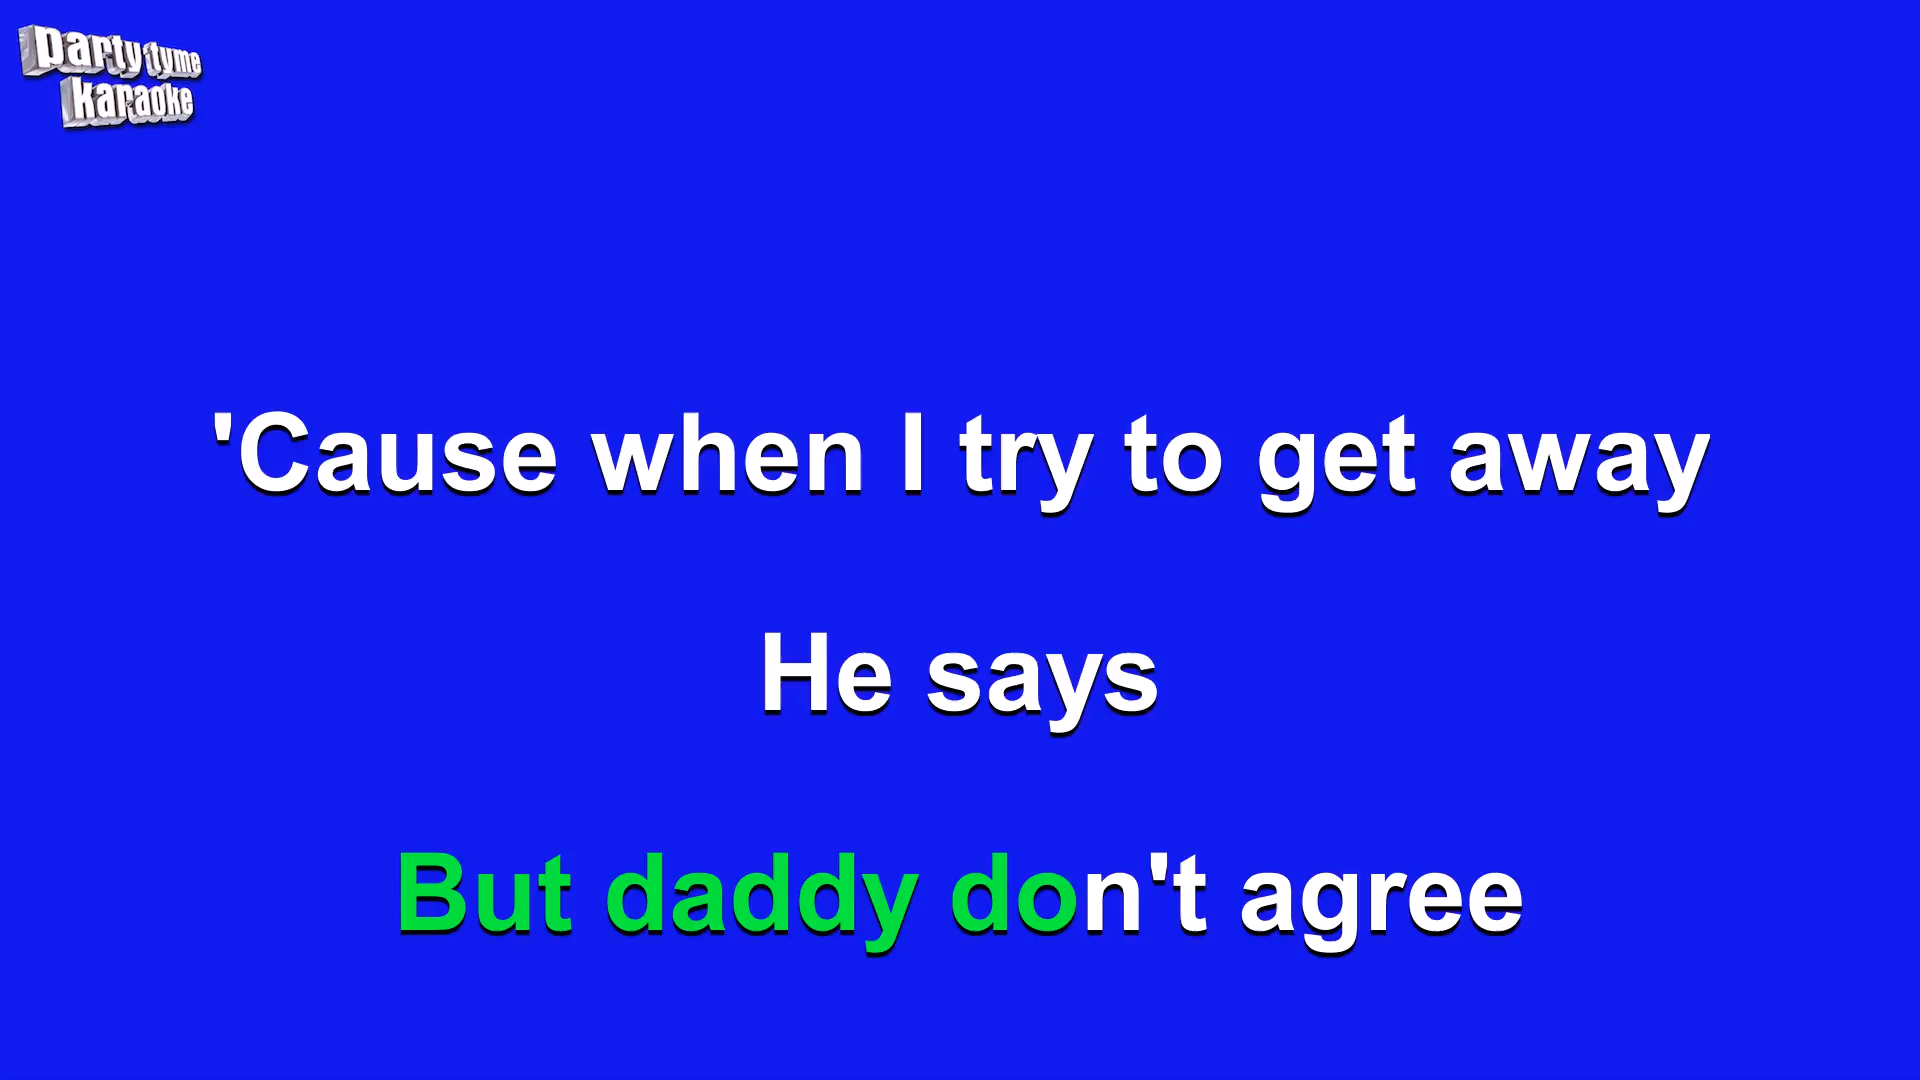 party tyme
karaoke
'Cause when I try to get away
He says
But daddy don't agree